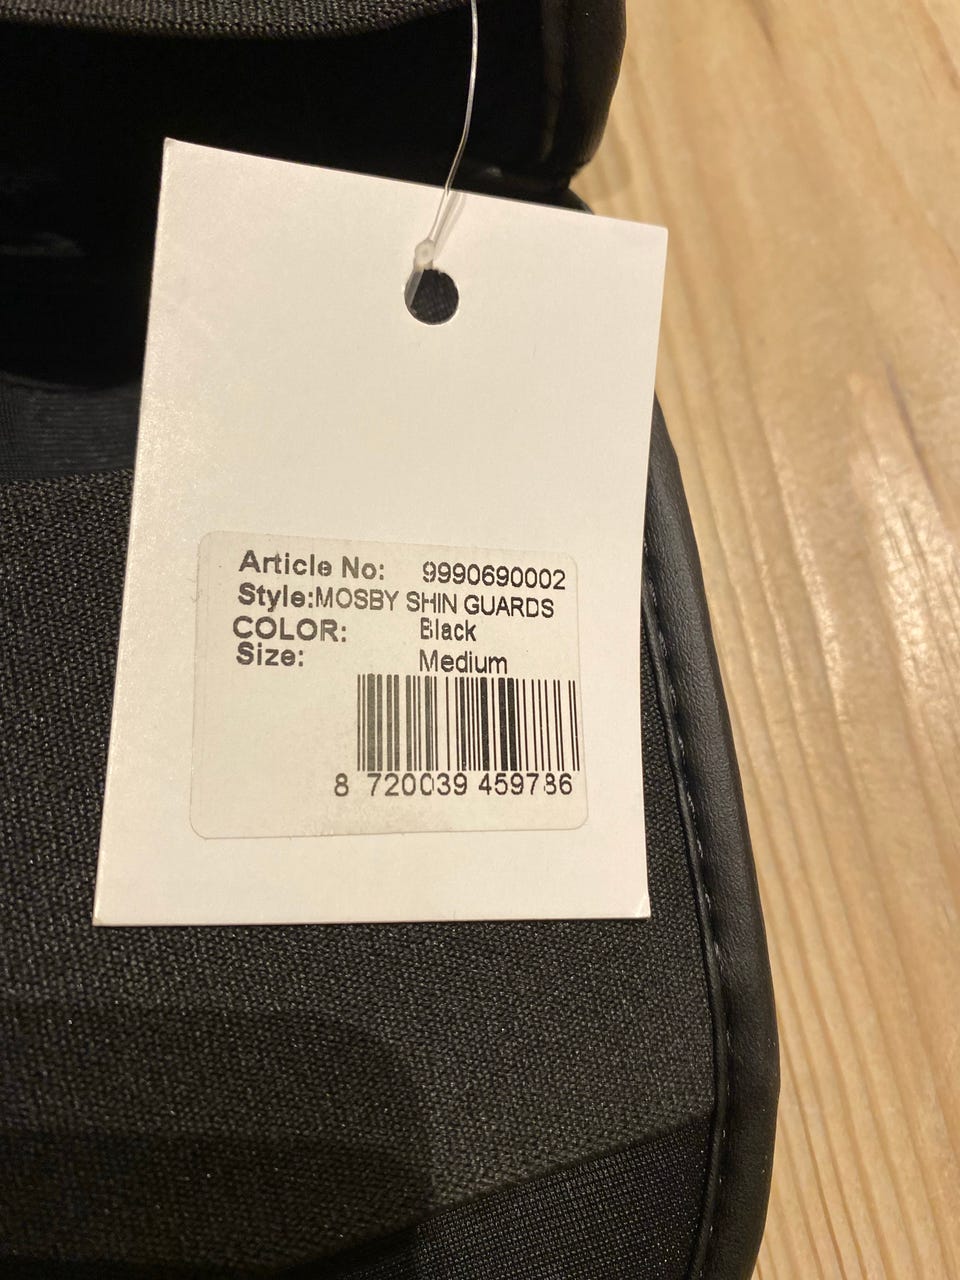 Article No: 9990690002
Style:MOSBY SHIN GUARDS
COLOR: Black
Size: Medium
8 720039 459786